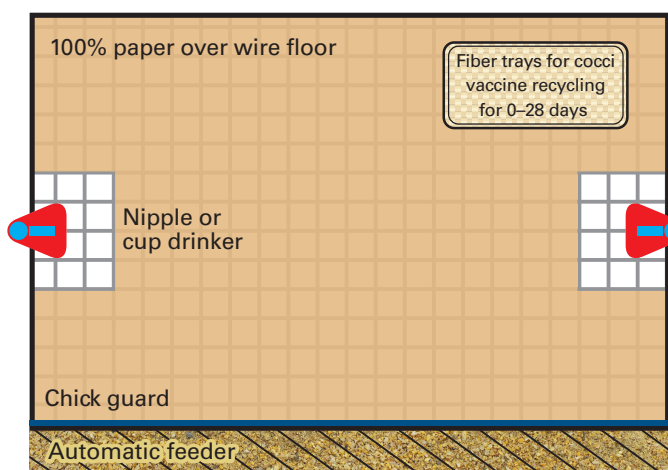 100% paper over wire floor
Fiber trays for cocci
vaccine recycling
for 0–28 days
Nipple or
cup drinker
Chick guard
Automatic feeder